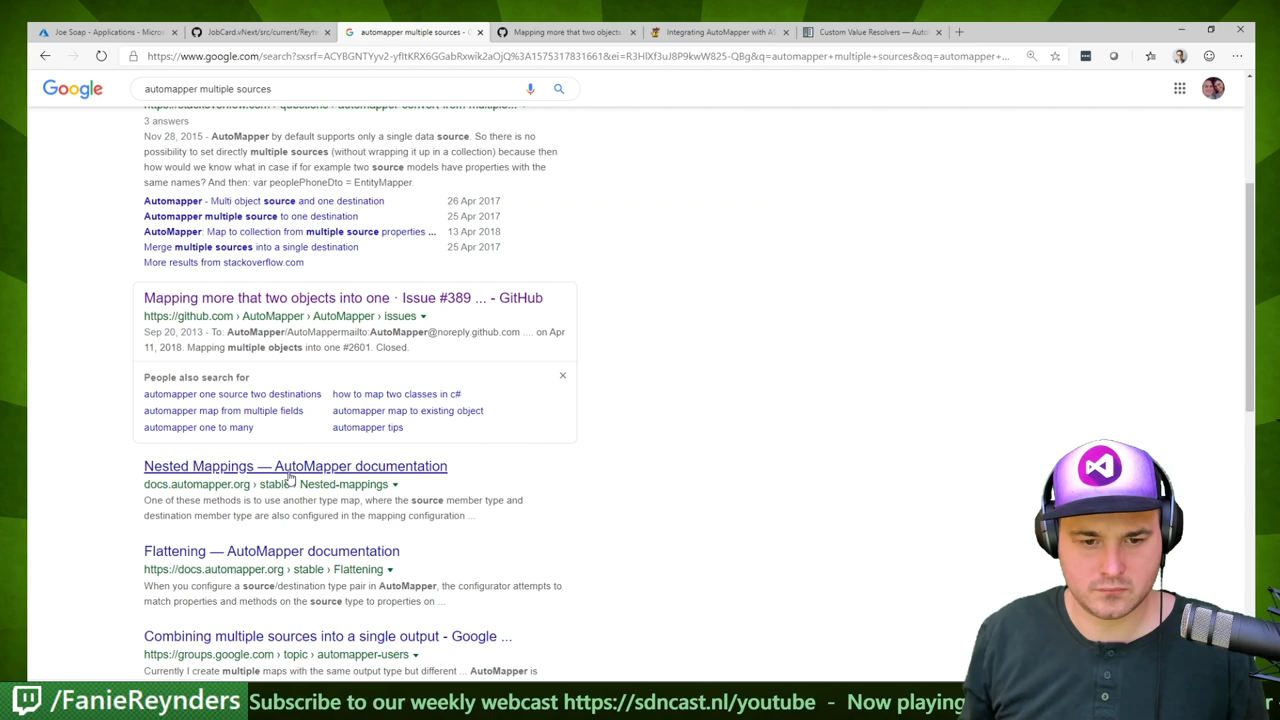 Joe Soap - Applications - Micros
JobCard.vNext/src/current/Reyn
automapper multiple sources - G
Mapping more that two objects
Integrating AutoMapper with AS
Custom Value Resolvers — Auto
https://www.google.com/search?sxsrf=ACYBGNTYyv2-yfItKRX6GGabRxwik2aOjQ%3A1575317831661&ei=R3HlXf3uJ8P9kwW825-QBg&q=automapper+multiple+sources&oq=automapper+m...
Google
automapper multiple sources
https://stackoverflow.com › questions › automapper-convert-from-multiple...
3 answers
Nov 28, 2015 - AutoMapper by default supports only a single data source. So there is no
possibility to set directly multiple sources (without wrapping it up in a collection) because then
how would we know what in case if for example two source models have properties with the
same names? And then: var peoplePhoneDto = EntityMapper.
Automapper - Multi object source and one destination 26 Apr 2017
Automapper multiple source to one destination 25 Apr 2017
AutoMapper: Map to collection from multiple source properties ... 13 Apr 2018
Merge multiple sources into a single destination 25 Apr 2017
More results from stackoverflow.com
Mapping more that two objects into one · Issue #389 ... - GitHub
https://github.com › AutoMapper › AutoMapper › issues
Sep 20, 2013 - To: AutoMapper/AutoMappermailto:AutoMapper@noreply.github.com .... on Apr
11, 2018. Mapping multiple objects into one #2601. Closed.
People also search for
automapper one source two destinations how to map two classes in c#
automapper map from multiple fields automapper map to existing object
automapper one to many automapper tips
Nested Mappings — AutoMapper documentation
docs.automapper.org › stable › Nested-mappings
One of these methods is to use another type map, where the source member type and
destination member type are also configured in the mapping configuration ...
Flattening — AutoMapper documentation
https://docs.automapper.org › stable › Flattening
When you configure a source/destination type pair in AutoMapper, the configurator attempts to
match properties and methods on the source type to properties on ...
Combining multiple sources into a single output - Google ...
https://groups.google.com › topic › automapper-users
Currently I create multiple maps with the same output type but different ... AutoMapper is
/FanieReynders
Subscribe to our weekly webcast https://sdncast.nl/youtube - Now playing